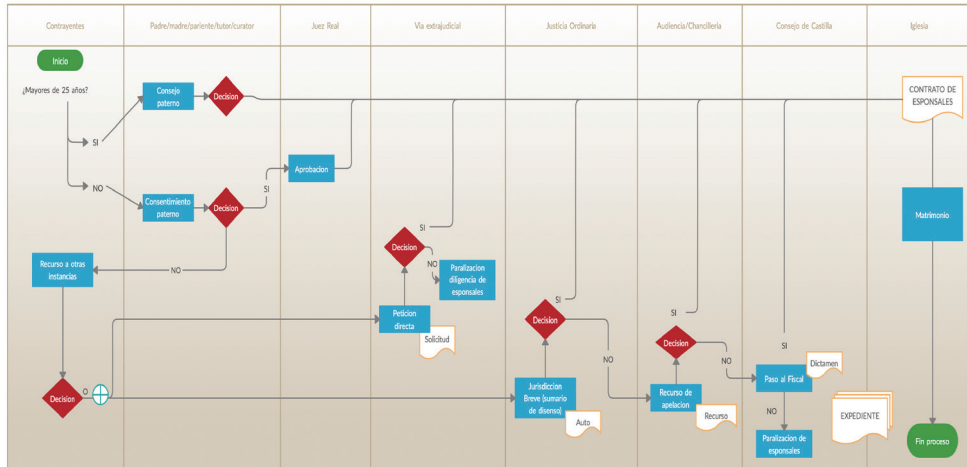 Contrayentes
Padre/madre/pariente/tutor/curator
Juez Real
Via extrajudicial
Justicia Ordinaria
Audiencia/Chancilleria
Consejo de Castilla
Iglesia
Inicio
¿Mayores de 25 años?
SI
NO
Consejo
paterno
Decision
Consentimiento
paterno
Decision
SI
NO
Aprobacion
Recurso a otras
instancias
Decision
O
SI
Decision
NO
Paralizacion
diligencia de
esponsales
Peticion
directa
Solicitud
SI
Decision
NO
Jurisdiccion
Breve (sumario
de disenso)
Auto
SI
Decision
NO
Recurso de
apelacion
Recurso
SI
Dictamen
Paso al Fiscal
NO
Paralizacion de
esponsales
EXPEDIENTE
CONTRATO DE
ESPONSALES
Matrimonio
Fin proceso